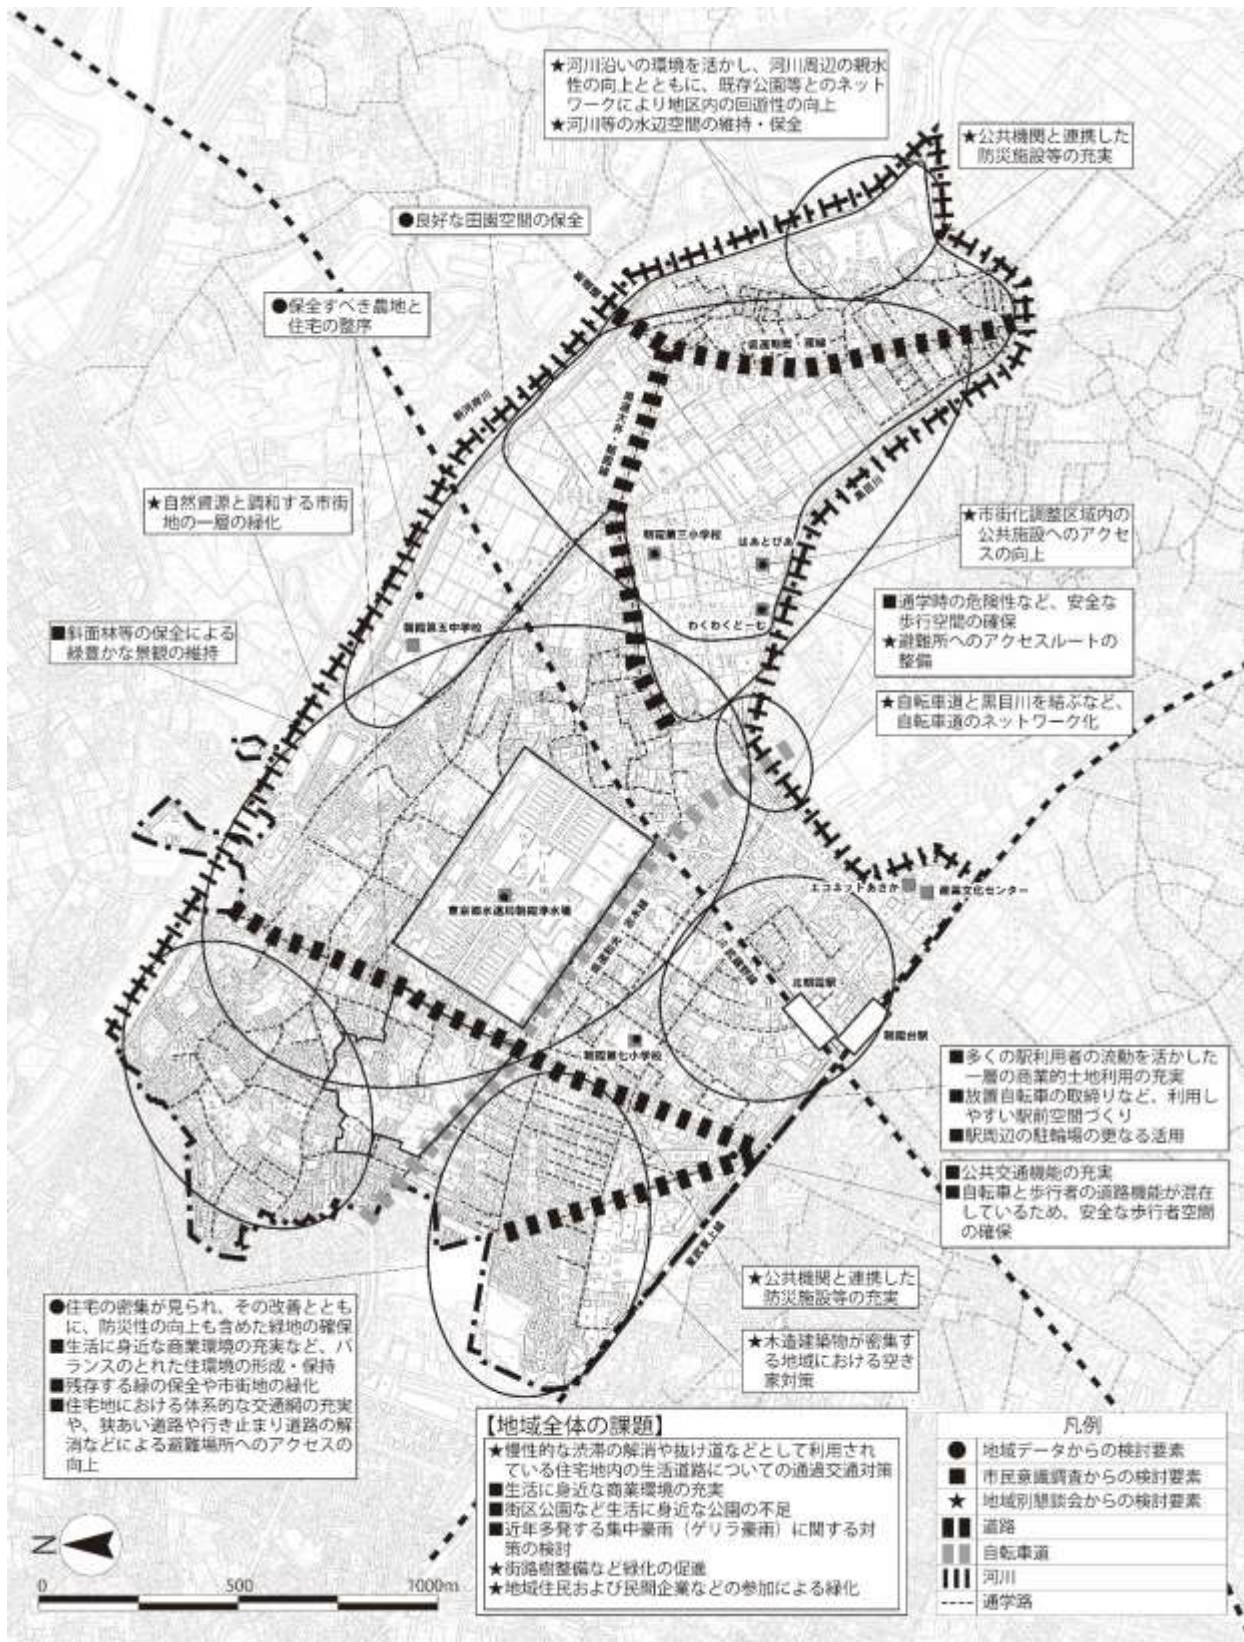 ★河川沿いの環境を活かし、河川周辺の親水
性の向上とともに、既存公園等とのネット
ワークにより地区内の回遊性の向上
★河川等の水辺空間の維持・保全
★公共機関と連携した
防災施設等の充実
●良好な田園空間の保全
●保全すべき農地と
住宅の整序
新河岸川
黒目川
★自然資源と調和する市街
地の一層の緑化
朝霞第三小学校
はあとぴあ
★市街化調整区域内の
公共施設へのアクセ
スの向上
わくわくどーむ
■通学時の危険性など、安全な
歩行空間の確保
★避難所へのアクセスルートの
整備
朝霞第五中学校
■斜面林等の保全による
緑豊かな景観の維持
★自転車道と黒目川を結ぶなど、
自転車道のネットワーク化
エコネットあさか
産業文化センター
東京都水道局朝霞浄水場
北朝霞駅
朝霞台駅
朝霞第七小学校
■多くの駅利用者の流動を活かした
一層の商業的土地利用の充実
■放置自転車の取締りなど、利用し
やすい駅前空間づくり
■駅周辺の駐輪場の更なる活用
■公共交通機能の充実
■自転車と歩行者の道路機能が混在
しているため、安全な歩行者空間
の確保
東武東上線
★公共機関と連携した
防災施設等の充実
★木造建築物が密集す
る地域における空き
家対策
●住宅の密集が見られ、その改善ととも
に、防災性の向上も含めた緑地の確保
■生活に身近な商業環境の充実など、バ
ランスのとれた住環境の形成・保持
■残存する緑の保全や市街地の緑化
■住宅地における体系的な交通網の充実
や、狭あい道路や行き止まり道路の解
消などによる避難場所へのアクセスの
向上
【地域全体の課題】
★慢性的な渋滞の解消や抜け道などとして利用され
ている住宅地内の生活道路についての通過交通対策
■生活に身近な商業環境の充実
■街区公園など生活に身近な公園の不足
■近年多発する集中豪雨（ゲリラ豪雨）に関する対
策の検討
★街路樹整備など緑化の促進
★地域住民および民間企業などの参加による緑化
凡例
● 地域データからの検討要素
■ 市民意識調査からの検討要素
★ 地域別懇談会からの検討要素
道路
自転車道
河川
通学路
N
0 500 1000m